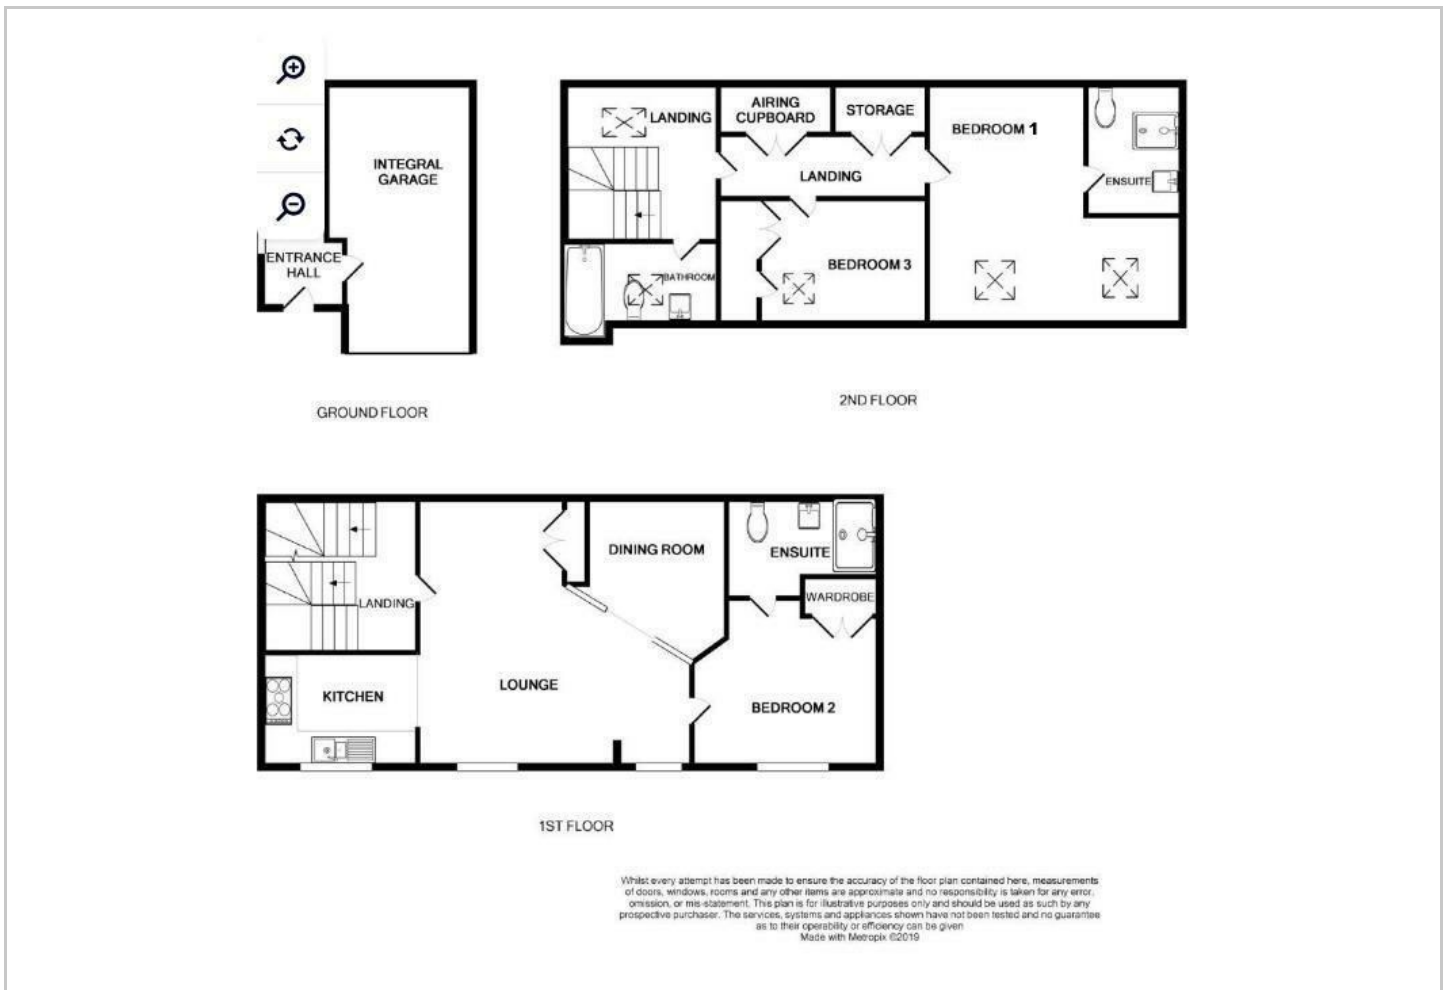 INTEGRAL
GARAGE
ENTRANCE
HALL
GROUND FLOOR
LANDING
AIRING
CUPBOARD
STORAGE
BEDROOM 1
LANDING
ENSUITE
BATHROOM
BEDROOM 3
2ND FLOOR
DINING ROOM
ENSUITE
WARDROBE
LANDING
KITCHEN
LOUNGE
BEDROOM 2
1ST FLOOR
Whilst every attempt has been made to ensure the accuracy of the floor plan contained here, measurements
of doors, windows, rooms and any other items are approximate and no responsibility is taken for any error,
omission, or mis-statement. This plan is for illustrative purposes only and should be used as such by any
prospective purchaser. The services, systems and appliances shown have not been tested and no guarantee
as to their operability or efficiency can be given
Made with Metropix ©2019